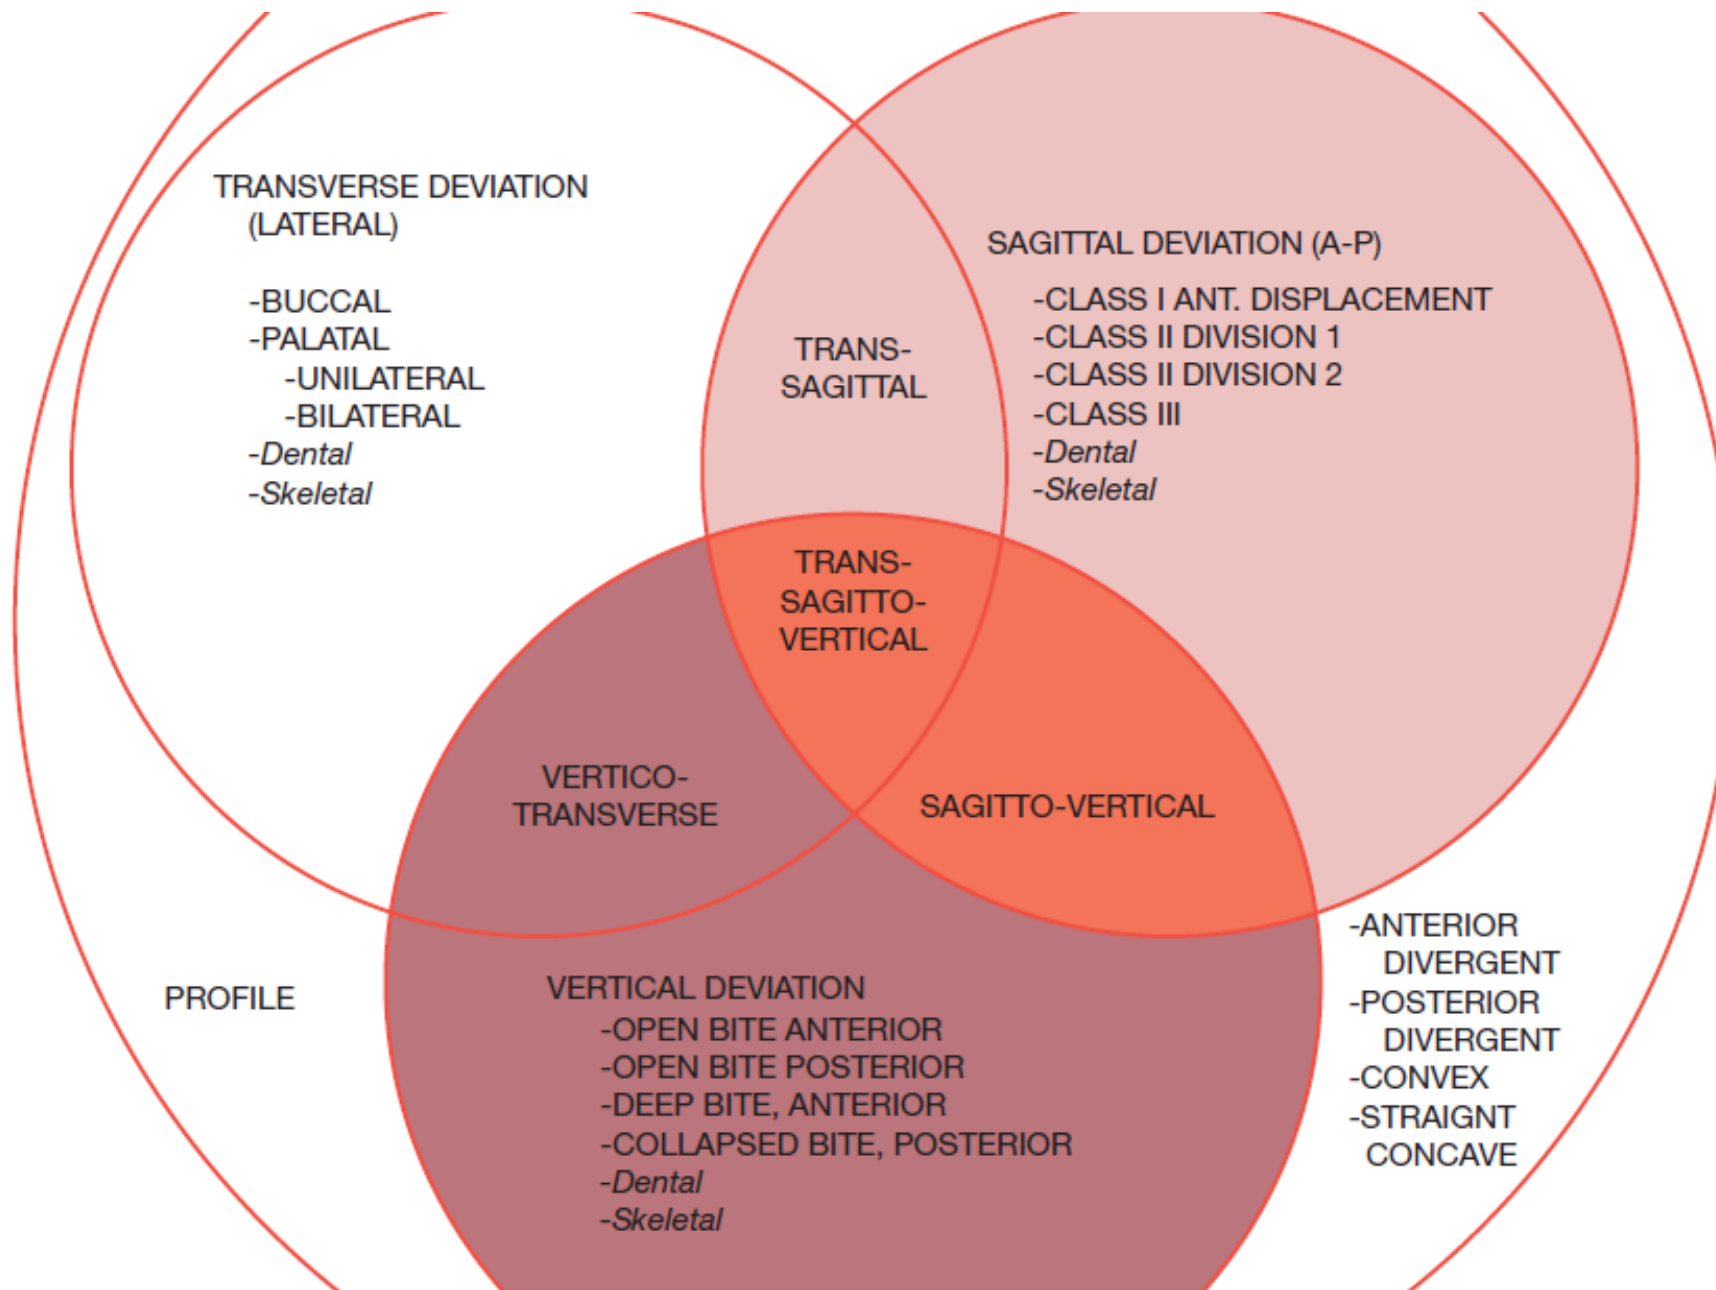 TRANSVERSE DEVIATION
(LATERAL)
-BUCCAL
-PALATAL
-UNILATERAL
-BILATERAL
-Dental
-Skeletal
TRANS-
SAGITTAL
SAGITTAL DEVIATION (A-P)
-CLASS I ANT. DISPLACEMENT
-CLASS II DIVISION 1
-CLASS II DIVISION 2
-CLASS III
-Dental
-Skeletal
TRANS-
SAGITTO-
VERTICAL
VERTICO-
TRANSVERSE
SAGITTO-VERTICAL
PROFILE
VERTICAL DEVIATION
-OPEN BITE ANTERIOR
-OPEN BITE POSTERIOR
-DEEP BITE, ANTERIOR
-COLLAPSED BITE, POSTERIOR
-Dental
-Skeletal
-ANTERIOR
DIVERGENT
-POSTERIOR
DIVERGENT
-CONVEX
-STRAIGNT
CONCAVE